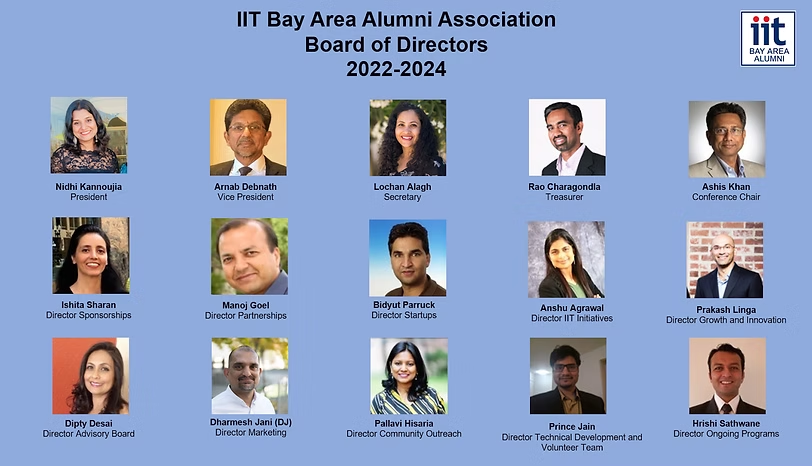 IIT Bay Area Alumni Association
Board of Directors
2022-2024
iit
BAY AREA
ALUMNI
Nidhi Kannoujia
President
Arnab Debnath
Vice President
Lochan Alagh
Secretary
Rao Charagondla
Treasurer
Ashis Khan
Conference Chair
Ishita Sharan
Director Sponsorships
Manoj Goel
Director Partnerships
Bidyut Parruck
Director Startups
Anshu Agrawal
Director IIT Initiatives
Prakash Linga
Director Growth and Innovation
Dipty Desai
Director Advisory Board
Dharmesh Jani (DJ)
Director Marketing
Pallavi Hisaria
Director Community Outreach
Prince Jain
Director Technical Development and
Volunteer Team
Hrishi Sathwane
Director Ongoing Programs